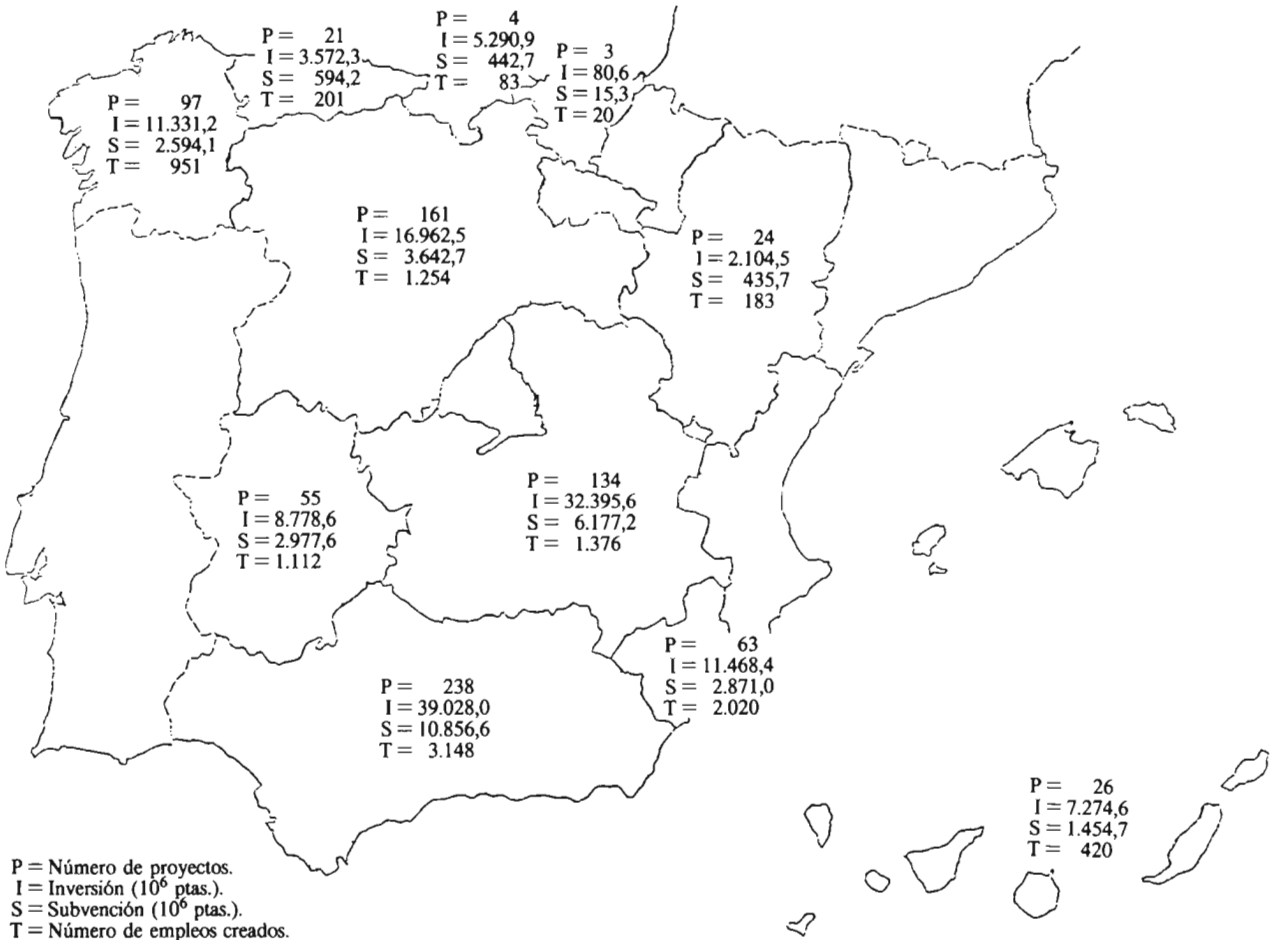 P = 21
I = 3.572,3
S = 594,2
T = 201
P = 4
I = 5.290,9
S = 442,7
T = 83
P = 3
I = 80,6
S = 15,3
T = 20
P = 97
I = 11.331,2
S = 2.594,1
T = 951
P = 161
I = 16.962,5
S = 3.642,7
T = 1.254
P = 24
I = 2.104,5
S = 435,7
T = 183
P = 55
I = 8.778,6
S = 2.977,6
T = 1.112
P = 134
I = 32.395,6
S = 6.177,2
T = 1.376
P = 63
I = 11.468,4
S = 2.871,0
T = 2.020
P = 238
I = 39.028,0
S = 10.856,6
T = 3.148
P = 26
I = 7.274,6
S = 1.454,7
T = 420
P = Número de proyectos.
I = Inversión (10⁶ ptas.).
S = Subvención (10⁶ ptas.).
T = Número de empleos creados.